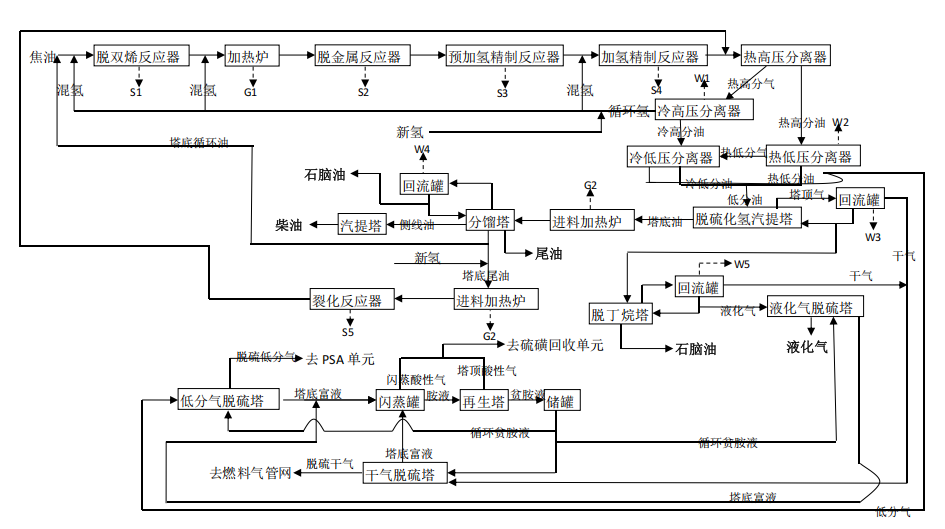 焦油
脱双烯反应器
加热炉
脱金属反应器
预加氢精制反应器
加氢精制反应器
热高压分离器
S1
G1
S2
S3
S4
W1
热高分气
混氢
混氢
混氢
循环氢
冷高压分离器
新氢
冷高分油
热高分油
W2
塔底循环油
W4
冷低压分离器
热低分气
热低压分离器
石脑油
回流罐
G2
冷低分油
热低分油
低分油
塔顶气
回流罐
柴油
汽提塔
侧线油
分馏塔
进料加热炉
塔底油
脱硫化氢汽提塔
W3
尾油
新氢
塔底尾油
W5
干气
干气
裂化反应器
进料加热炉
脱丁烷塔
回流罐
液化气
液化气脱硫塔
S5
G2
石脑油
液化气
脱硫低分气
去 PSA 单元
去硫磺回收单元
闪蒸酸性气
塔顶酸性气
低分气脱硫塔
塔底富液
闪蒸罐
胺液
再生塔
贫胺液
储罐
循环贫胺液
循环贫胺液
塔底富液
去燃料气管网
脱硫干气
干气脱硫塔
塔底富液
低分气